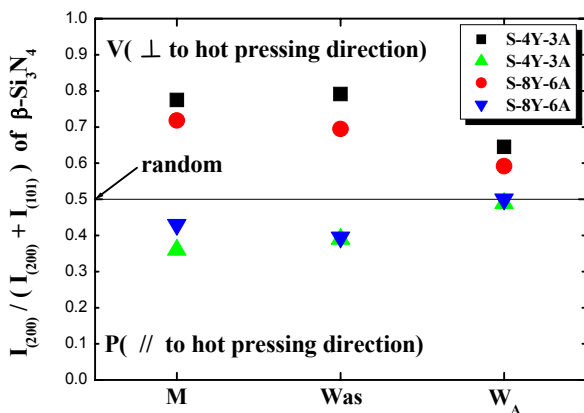 I(200) / ( I(200) + I(101) ) of β-Si3N4
1.0
0.9
0.8
0.7
0.6
0.5
0.4
0.3
0.2
0.1
0.0
V( ⊥ to hot pressing direction)
S-4Y-3A
S-4Y-3A
S-8Y-6A
S-8Y-6A
random
P( // to hot pressing direction)
M Was WA